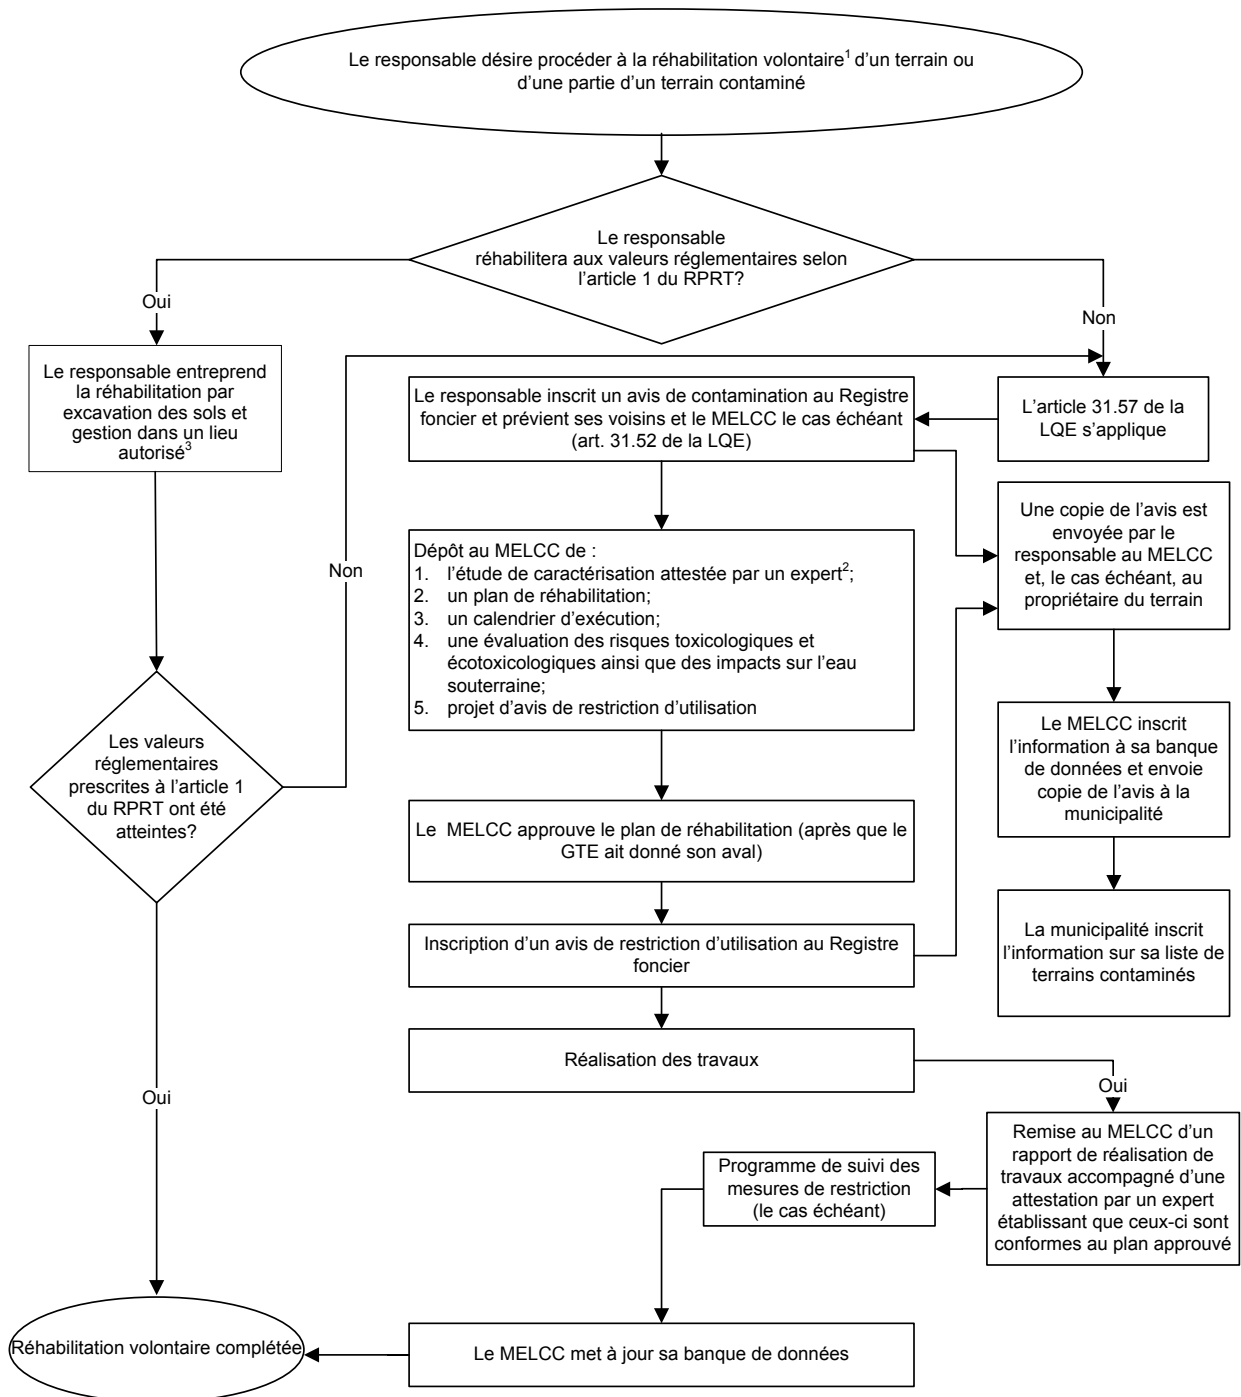 Le responsable désire procéder à la réhabilitation volontaire¹ d’un terrain ou
d’une partie d’un terrain contaminé
Le responsable
réhabilitera aux valeurs réglementaires selon
l’article 1 du RPRT?
Oui
Non
Le responsable entreprend
la réhabilitation par
excavation des sols et
gestion dans un lieu
autorisé³
Le responsable inscrit un avis de contamination au Registre
foncier et prévient ses voisins et le MELCC le cas échéant
(art. 31.52 de la LQE)
L’article 31.57 de la
LQE s’applique
Une copie de l’avis est
envoyée par le
responsable au MELCC
et, le cas échéant, au
propriétaire du terrain
Non
Dépôt au MELCC de :
1. l’étude de caractérisation attestée par un expert²;
2. un plan de réhabilitation;
3. un calendrier d’exécution;
4. une évaluation des risques toxicologiques et
écotoxicologiques ainsi que des impacts sur l’eau
souterraine;
5. projet d’avis de restriction d’utilisation
Les valeurs
réglementaires
prescrites à l’article 1
du RPRT ont été
atteintes?
Le MELCC inscrit
l’information à sa banque
de données et envoie
copie de l’avis à la
municipalité
Le MELCC approuve le plan de réhabilitation (après que le
GTE ait donné son aval)
La municipalité inscrit
l’information sur sa liste de
terrains contaminés
Inscription d’un avis de restriction d’utilisation au Registre
foncier
Réalisation des travaux
Oui
Oui
Remise au MELCC d’un
rapport de réalisation de
travaux accompagné d’une
attestation par un expert
établissant que ceux-ci sont
conformes au plan approuvé
Programme de suivi des
mesures de restriction
(le cas échéant)
Réhabilitation volontaire complétée
Le MELCC met à jour sa banque de données